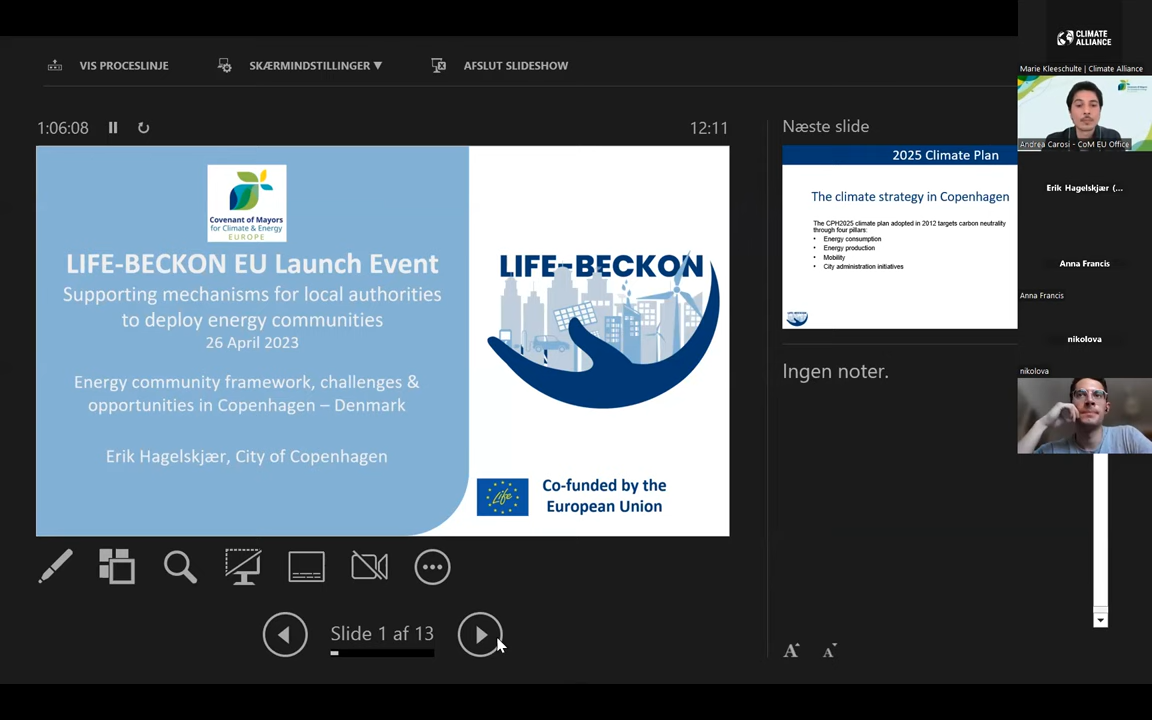 VIS PROCESLINJE
SKÆRMINDSTILLINGER ▼
AFSLUT SLIDESHOW
1:06:08
12:11
Covenant of Mayors
for Climate & Energy
EUROPE
LIFE-BECKON EU Launch Event
Supporting mechanisms for local authorities
to deploy energy communities
26 April 2023
Energy community framework, challenges &
opportunities in Copenhagen – Denmark
Erik Hagelskjær, City of Copenhagen
LIFE-BECKON
Life
Co-funded by the
European Union
Slide 1 af 13
Næste slide
2025 Climate Plan
The climate strategy in Copenhagen
The CPH2025 climate plan adopted in 2012 targets carbon neutrality
through four pillars:
• Energy consumption
• Energy production
• Mobility
• City administration initiatives
LIFE-BECKON
Ingen noter.
A A
CLIMATE
ALLIANCE
Marie Kleeschulte | Climate Alliance
Andrea Carosi - CoM EU Office
Erik Hagelskjær (...
Anna Francis
Anna Francis
nikolova
nikolova